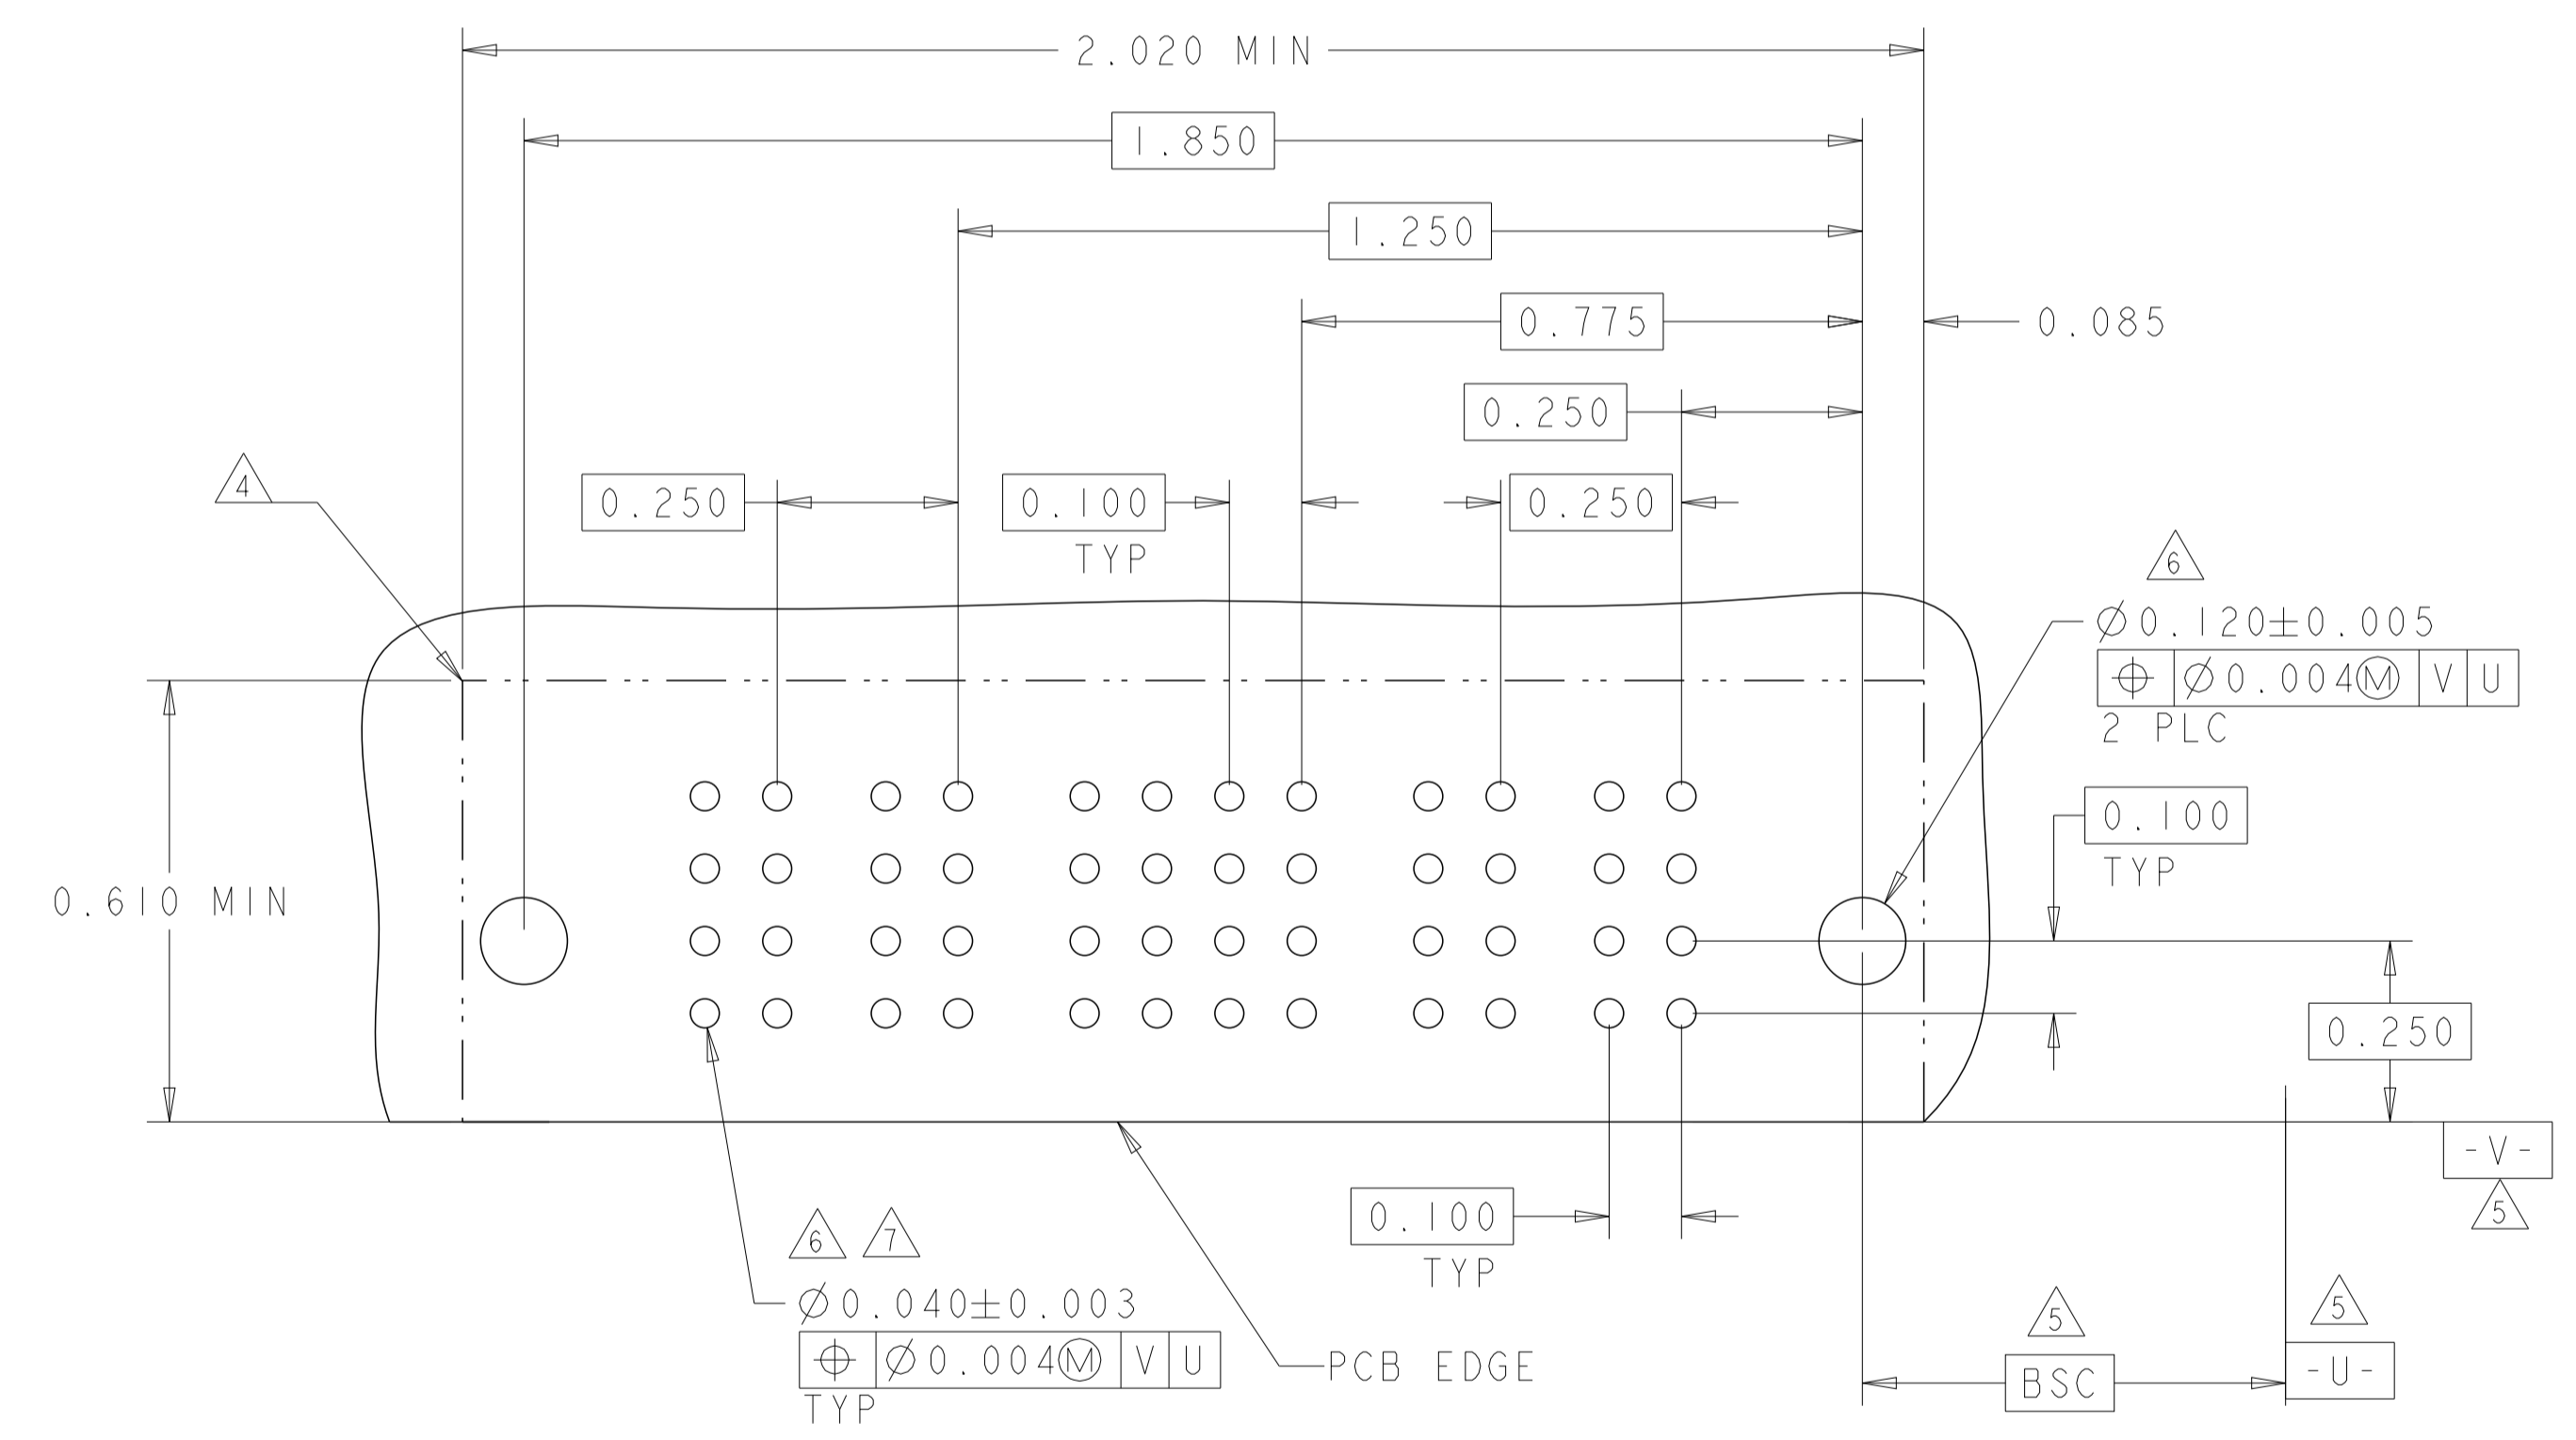 2.020 MIN
1.850
1.250
0.775
0.085
0.250
0.250
0.100
TYP
0.250
4
6
Ø0.120±0.005
⌖ Ø0.004Ⓜ V U
2 PLC
0.100
TYP
0.610 MIN
0.250
-V-
5
0.100
TYP
6 7
Ø0.040±0.003
⌖ Ø0.004Ⓜ V U
TYP
PCB EDGE
5
BSC
5
-U-